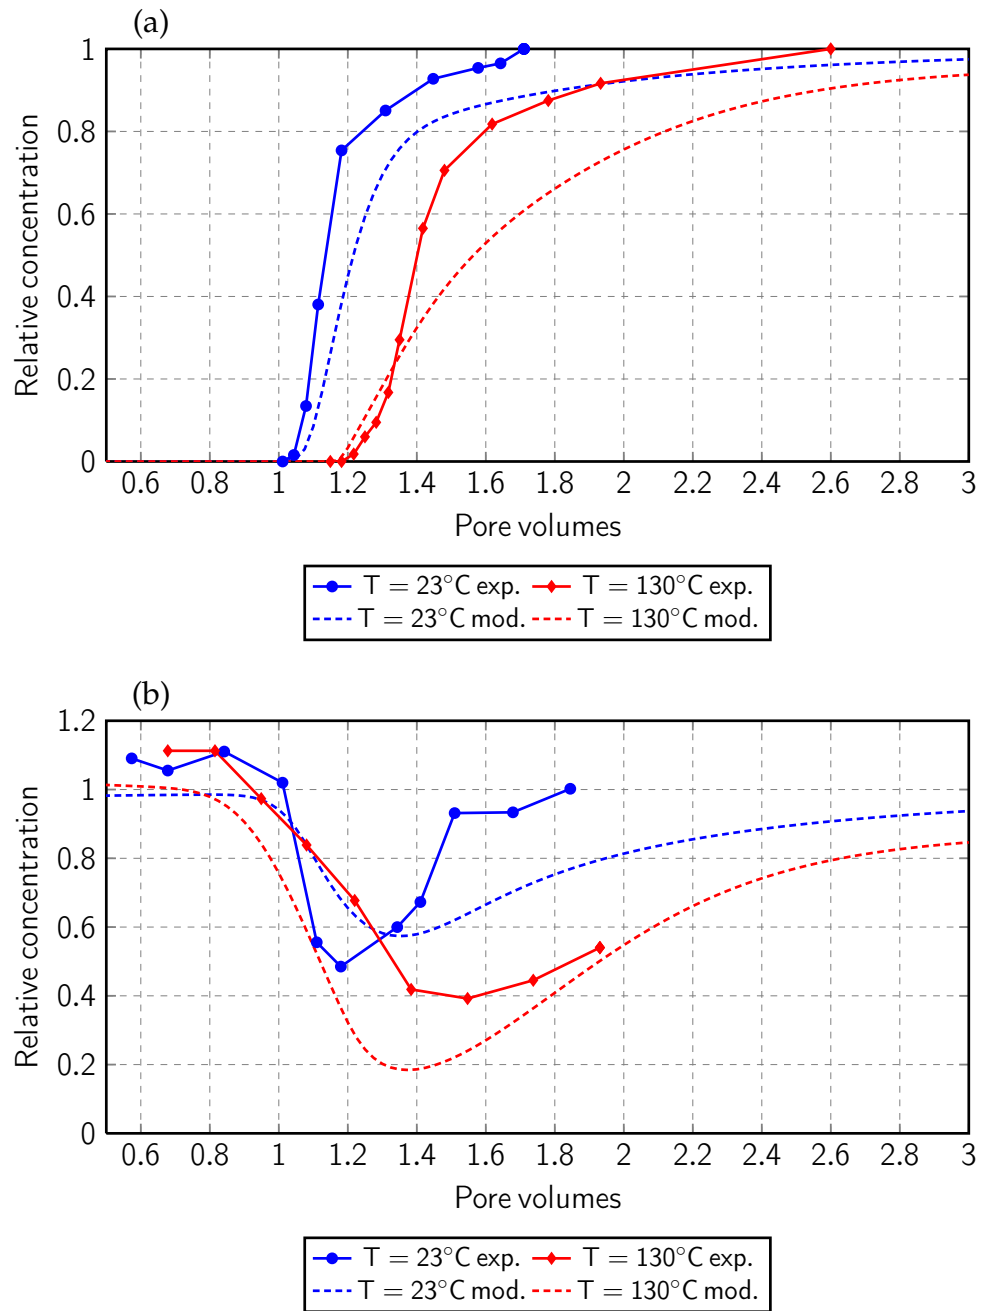 (a)
1
0.8
0.6
0.4
0.2
0
Relative concentration
0.6 0.8 1 1.2 1.4 1.6 1.8 2 2.2 2.4 2.6 2.8 3
Pore volumes
T = 23°C exp. T = 130°C exp.
T = 23°C mod. T = 130°C mod.
(b)
1.2
1
0.8
0.6
0.4
0.2
0
Relative concentration
0.6 0.8 1 1.2 1.4 1.6 1.8 2 2.2 2.4 2.6 2.8 3
Pore volumes
T = 23°C exp. T = 130°C exp.
T = 23°C mod. T = 130°C mod.